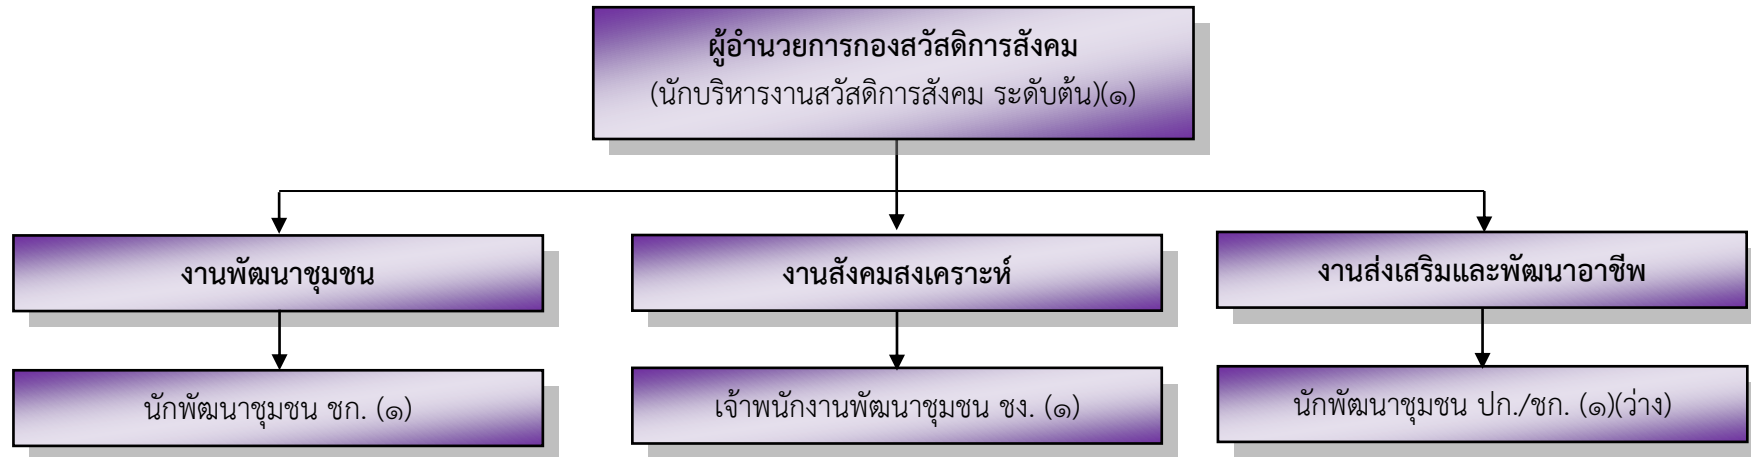 ผู้อำนวยการกองสวัสดิการสังคม
(นักบริหารงานสวัสดิการสังคม ระดับต้น)(๑)
งานพัฒนาชุมชน
งานสังคมสงเคราะห์
งานส่งเสริมและพัฒนาอาชีพ
นักพัฒนาชุมชน ชก. (๑)
เจ้าพนักงานพัฒนาชุมชน ชง. (๑)
นักพัฒนาชุมชน ปก./ชก. (๑)(ว่าง)